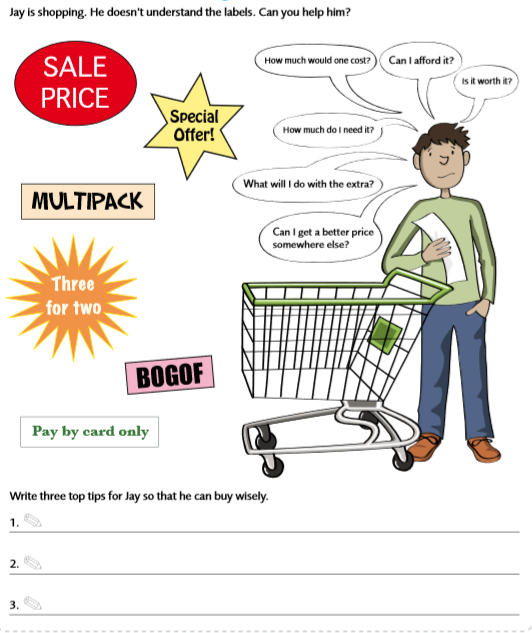 Jay is shopping. He doesn't understand the labels. Can you help him?
SALE
PRICE
Special
Offer!
MULTIPACK
Three
for two
BOGOF
Pay by card only
How much would one cost?
Can I afford it?
Is it worth it?
How much do I need it?
What will I do with the extra?
Can I get a better price
somewhere else?
Write three top tips for Jay so that he can buy wisely.
1.
2.
3.